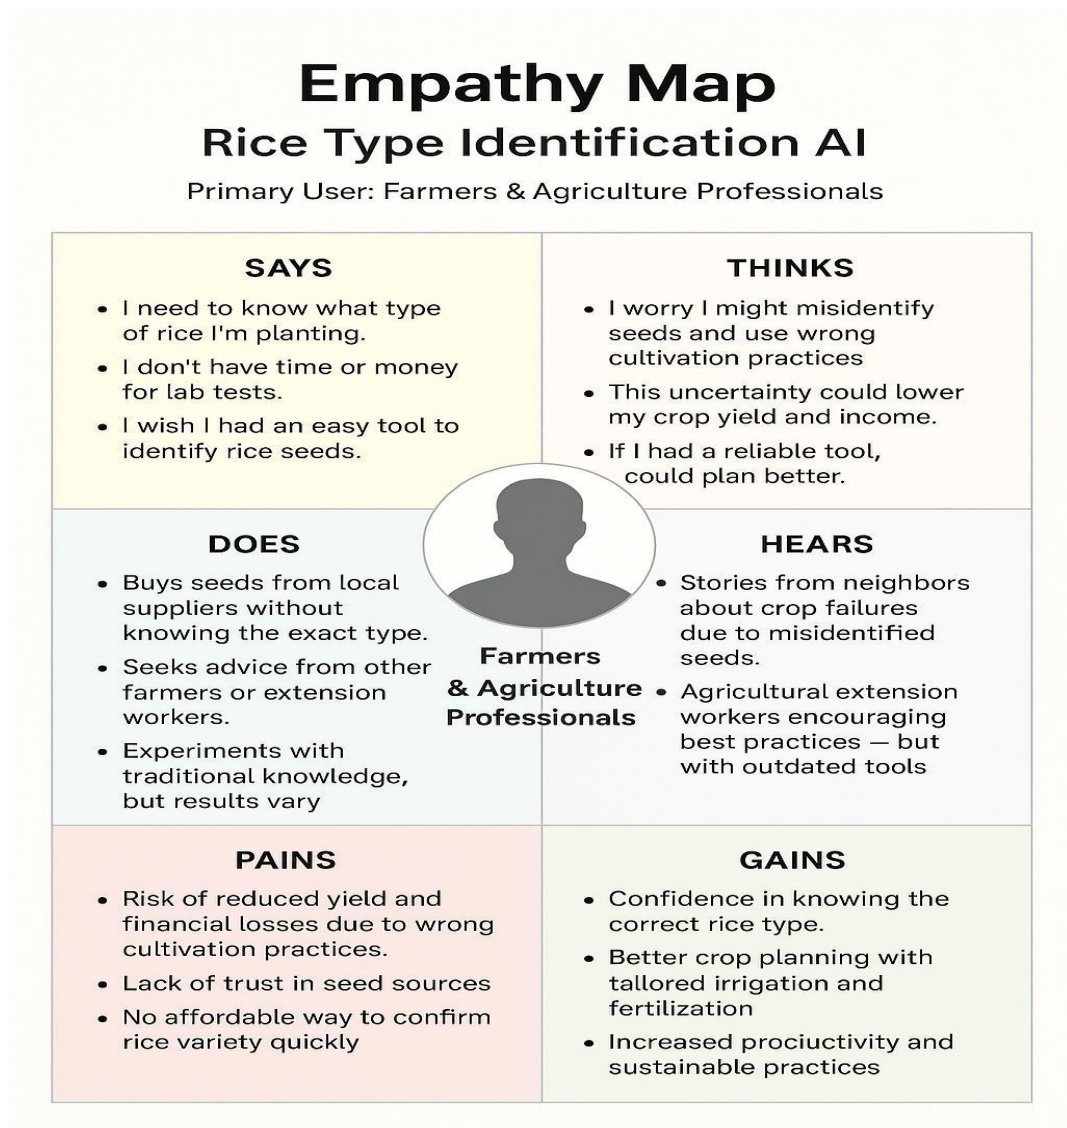 Empathy Map
Rice Type Identification AI
Primary User: Farmers & Agriculture Professionals
SAYS
• I need to know what type
of rice I'm planting.
• I don't have time or money
for lab tests.
• I wish I had an easy tool to
identify rice seeds.
THINKS
• I worry I might misidentify
seeds and use wrong
cultivation practices
• This uncertainty could lower
my crop yield and income.
• If I had a reliable tool,
could plan better.
DOES
• Buys seeds from local
suppliers without
knowing the exact type.
• Seeks advice from other
farmers or extension
workers.
• Experiments with
traditional knowledge,
but results vary
Farmers
& Agriculture
Professionals
HEARS
• Stories from neighbors
about crop failures
due to misidentified
seeds.
• Agricultural extension
workers encouraging
best practices — but
with outdated tools
PAINS
• Risk of reduced yield and
financial losses due to wrong
cultivation practices.
• Lack of trust in seed sources
• No affordable way to confirm
rice variety quickly
GAINS
• Confidence in knowing the
correct rice type.
• Better crop planning with
tallored irrigation and
fertilization
• Increased prociuctivity and
sustainable practices